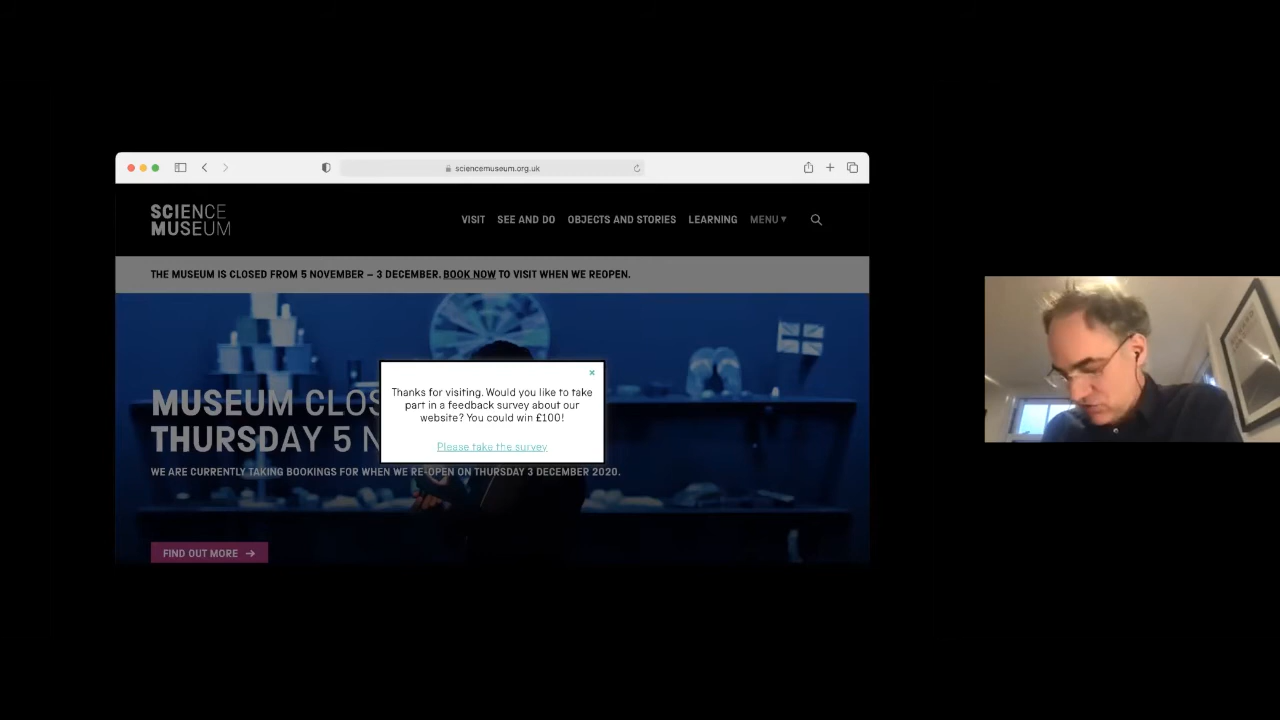 sciencemuseum.org.uk
SCIENCE
MUSEUM
VISIT SEE AND DO OBJECTS AND STORIES LEARNING MENU
THE MUSEUM IS CLOSED FROM 5 NOVEMBER – 3 DECEMBER. BOOK NOW TO VISIT WHEN WE REOPEN.
MUSEUM CLOS
THURSDAY 5 N
Thanks for visiting. Would you like to take
part in a feedback survey about our
website? You could win £100!
Please take the survey
WE ARE CURRENTLY TAKING BOOKINGS FOR WHEN WE RE-OPEN ON THURSDAY 3 DECEMBER 2020.
FIND OUT MORE →